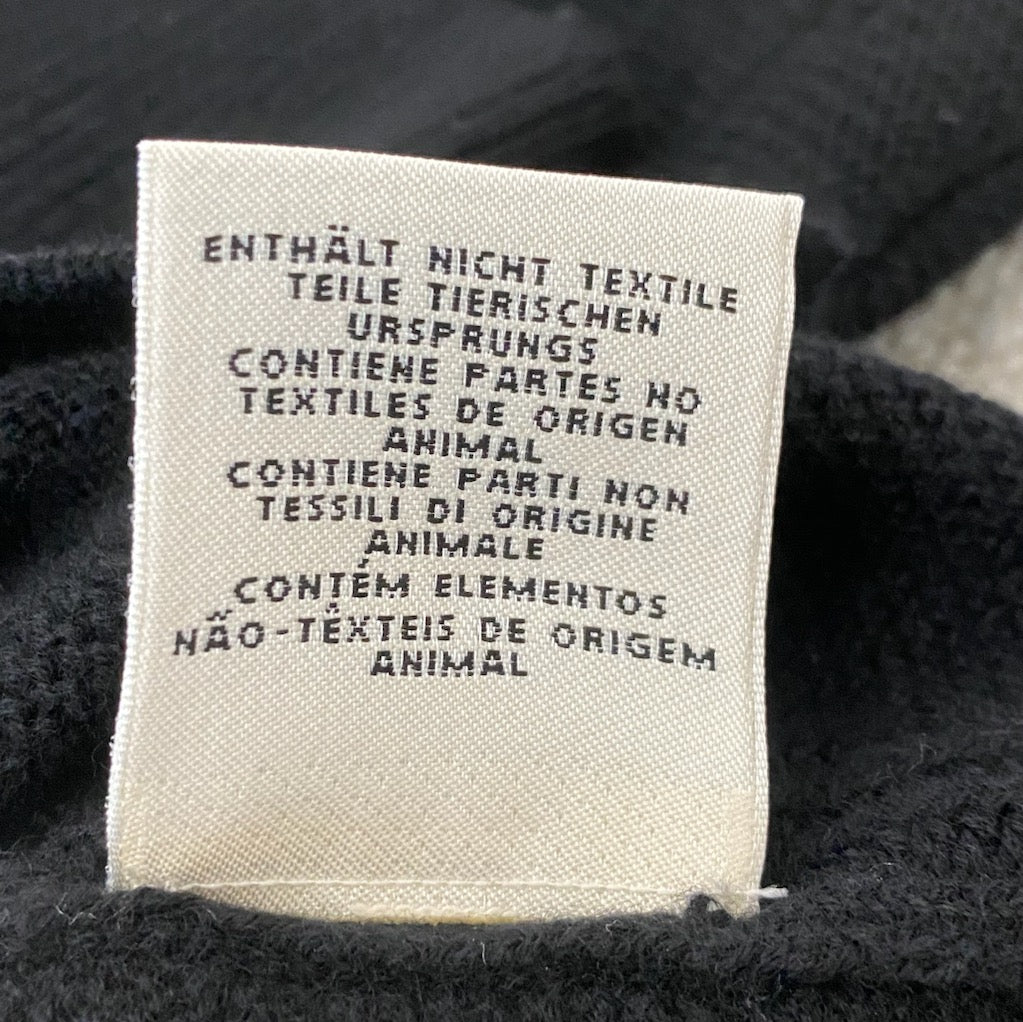 ENTHÄLT NICHT TEXTILE
TEILE TIERISCHEN
URSPRUNGS
CONTIENE PARTES NO
TEXTILES DE ORIGEN
ANIMAL
CONTIENE PARTI NON
TESSILI DI ORIGINE
ANIMALE
CONTÉM ELEMENTOS
NÃO-TÊXTEIS DE ORIGEM
ANIMAL